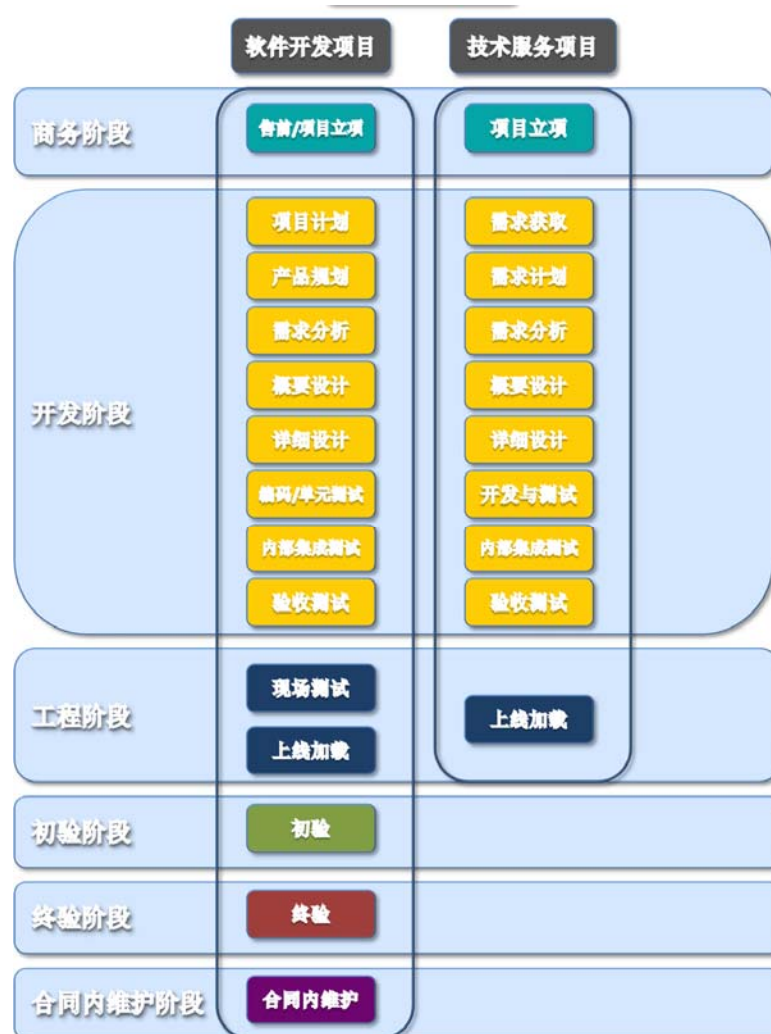 软件开发项目 技术服务项目
商务阶段 售前/项目立项 项目立项
项目计划 需求获取
产品规划 需求计划
需求分析 需求分析
概要设计 概要设计
开发阶段
详细设计 详细设计
编码/单元测试 开发与测试
内部集成测试 内部集成测试
验收测试 验收测试
现场测试
工程阶段 上线加载
上线加载
初验阶段 初验
终验阶段 终验
合同内维护阶段 合同内维护